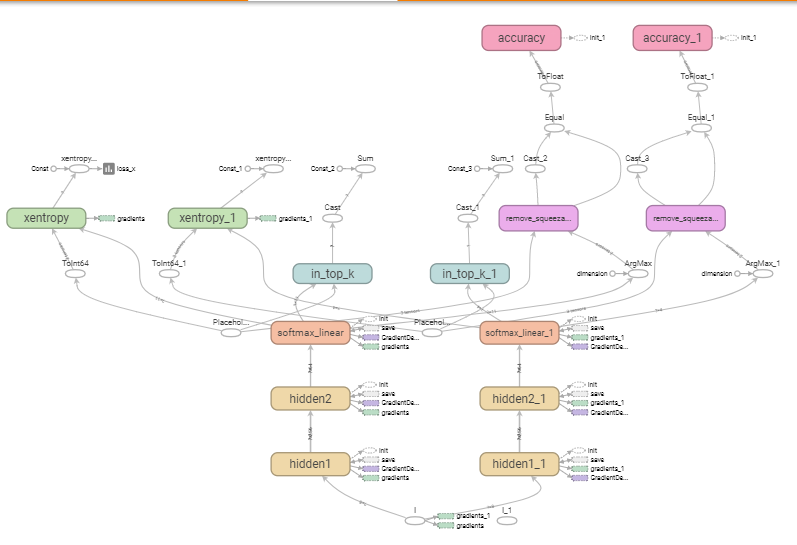 accuracy
init_1
accuracy_1
init_1
ToFloat
ToFloat_1
Equal
Equal_1
Const
xentropy...
loss_x
Const_1
xentropy...
Const_2
Sum
Const_3
Sum_1
Cast_2
Cast_3
xentropy
gradients
xentropy_1
gradients_1
Cast
Cast_1
remove_squeeza...
remove_squeeza...
ToInt64
ToInt64_1
in_top_k
in_top_k_1
dimension
ArgMax
dimension
ArgMax_1
Placehol...
softmax_linear
init
save
GradientDe...
gradients
Placehol...
softmax_linear_1
init
save
gradients_1
GradientDe...
hidden2
init
save
GradientDe...
gradients
hidden2_1
init
save
gradients_1
GradientDe...
hidden1
init
save
GradientDe...
gradients
hidden1_1
init
save
gradients_1
GradientDe...
I
gradients_1
gradients
I_1